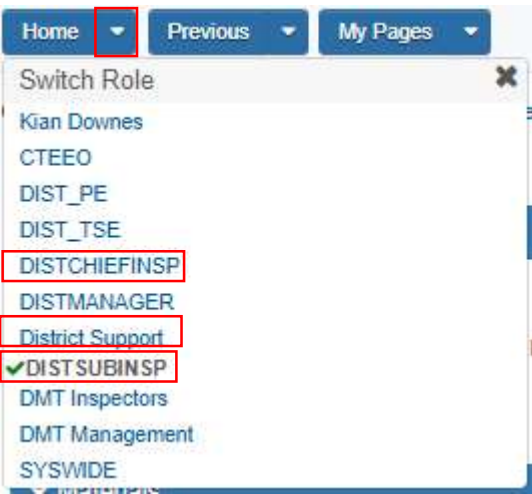 Home Previous My Pages
Switch Role
Kian Downes
CTEEO
DIST_PE
DIST_TSE
DISTCHIEFINSP
DISTMANAGER
District Support
DISTSUBINSP
DMT Inspectors
DMT Management
SYSWIDE
Materials